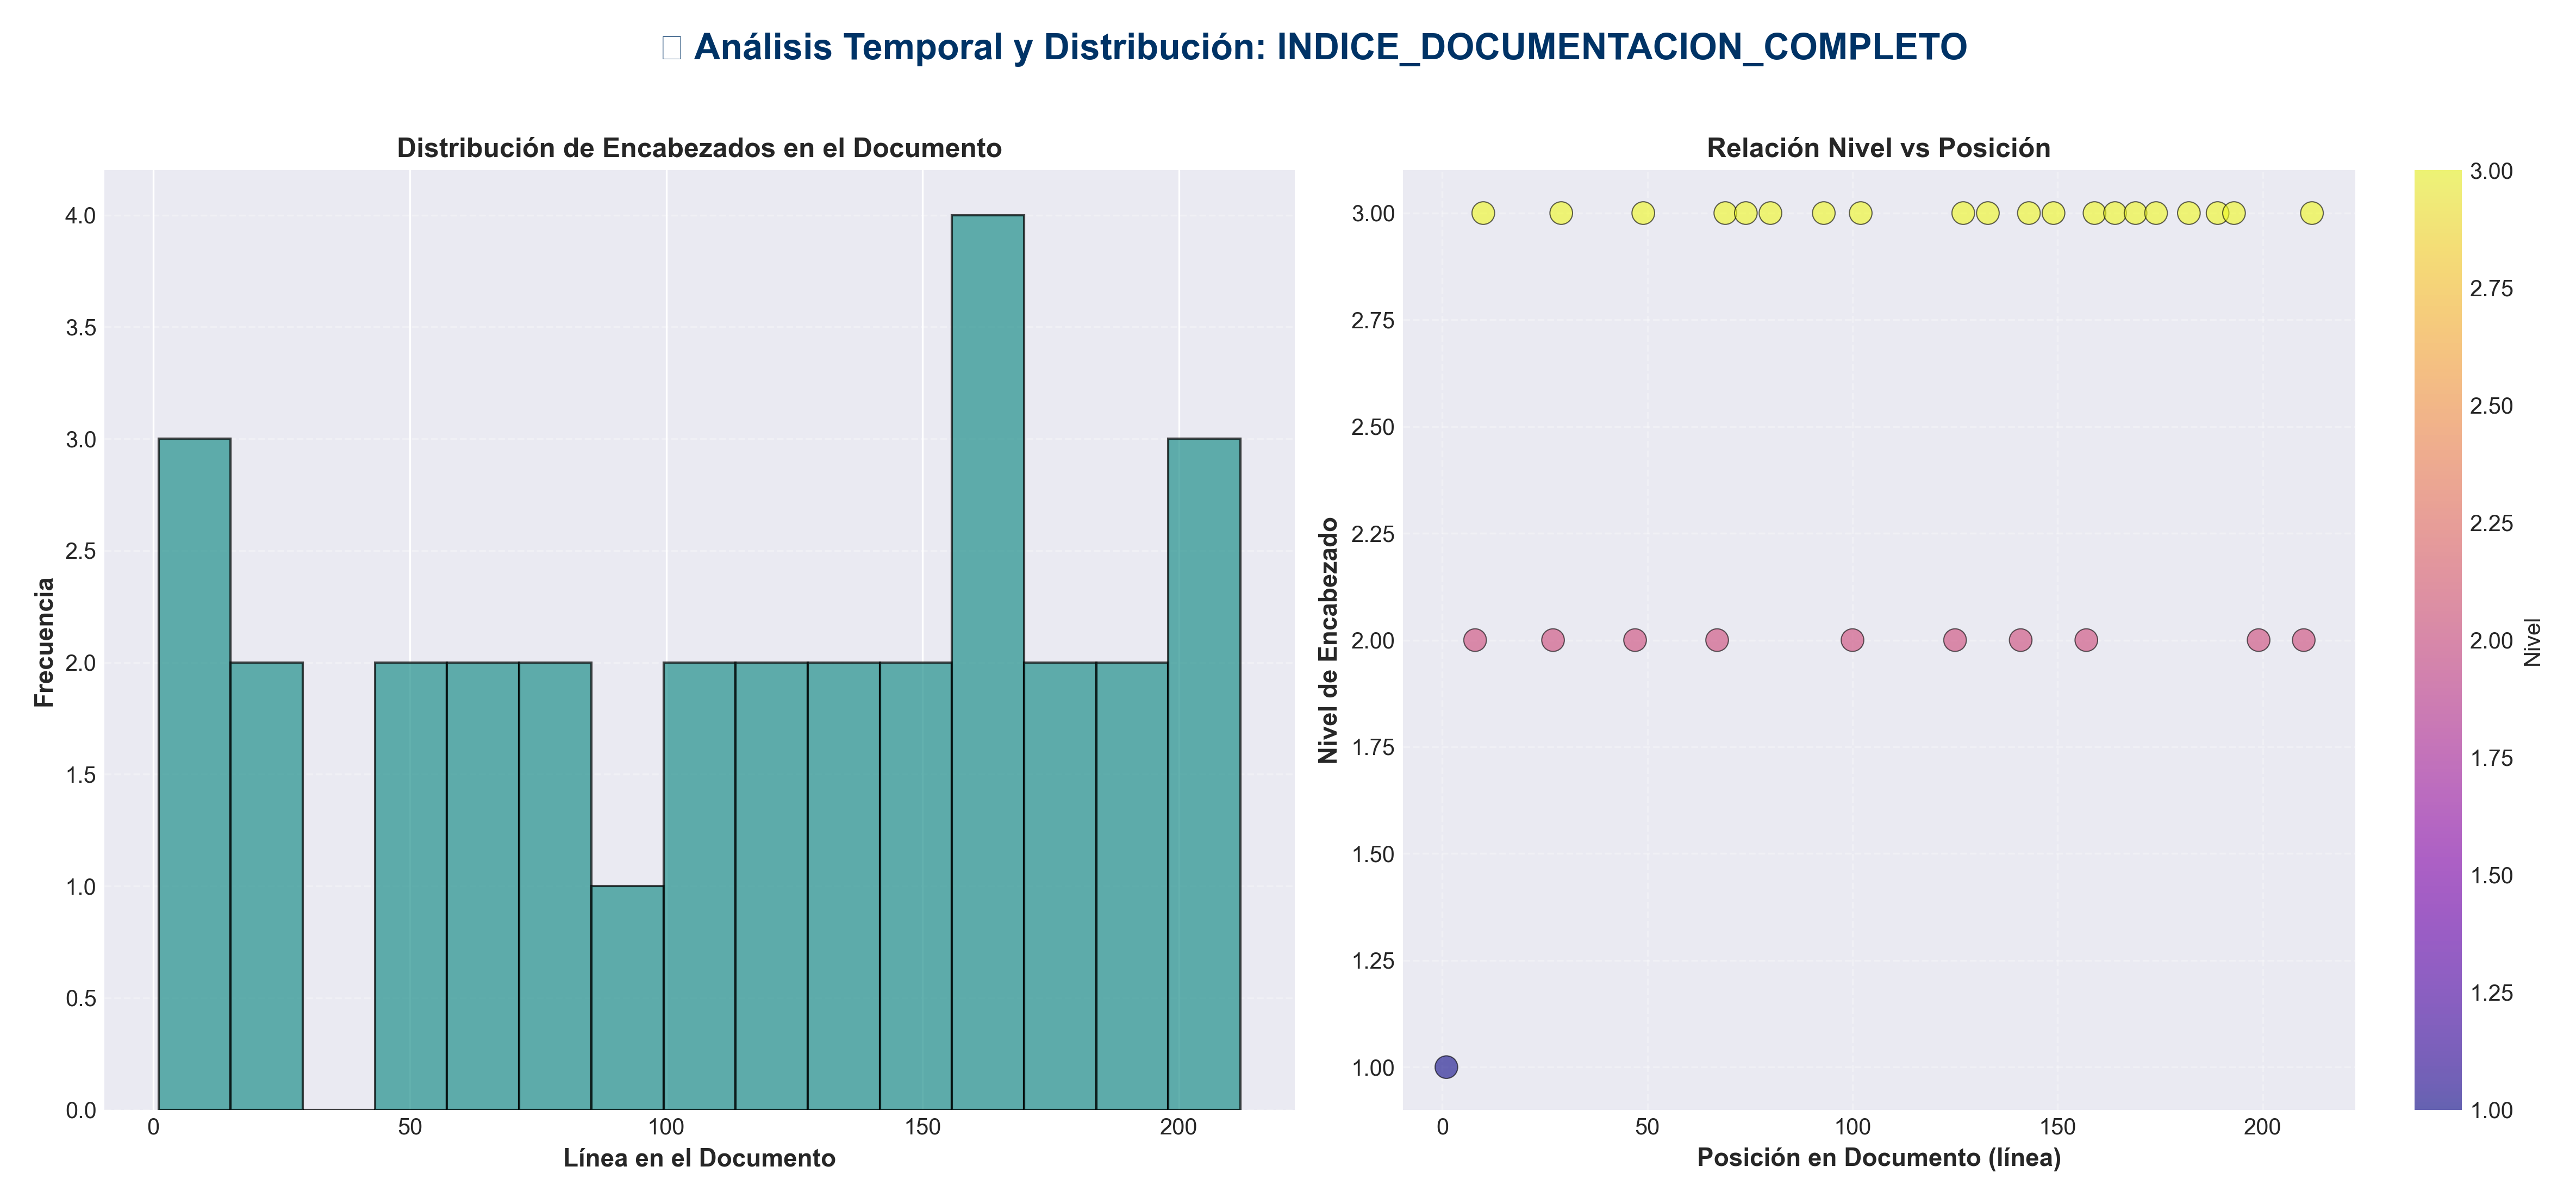 Análisis Temporal y Distribución: INDICE_DOCUMENTACION_COMPLETO
Distribución de Encabezados en el Documento
Frecuencia
4.0
3.5
3.0
2.5
2.0
1.5
1.0
0.5
0.0
0 50 100 150 200
Línea en el Documento
Relación Nivel vs Posición
Nivel de Encabezado
3.00
2.75
2.50
2.25
2.00
1.75
1.50
1.25
1.00
0 50 100 150 200
Posición en Documento (línea)
3.00
2.75
2.50
2.25
2.00
1.75
1.50
1.25
1.00
Nivel